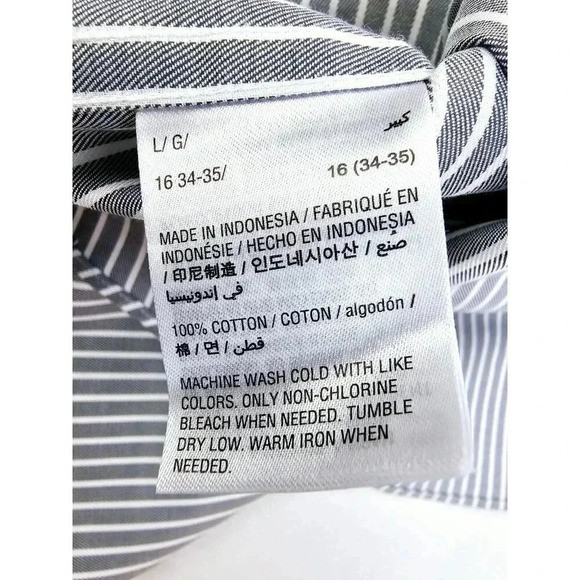 L/ G/ كبير
16 34-35/ 16 (34-35)
MADE IN INDONESIA / FABRIQUÉ EN
INDONÉSIE / HECHO EN INDONESIA
/ 印尼制造 / 인도네시아산 / صُنع
في إندونيسيا
100% COTTON / COTON / algodón /
棉 / 면 / قطن
MACHINE WASH COLD WITH LIKE
COLORS. ONLY NON-CHLORINE
BLEACH WHEN NEEDED. TUMBLE
DRY LOW. WARM IRON WHEN
NEEDED.